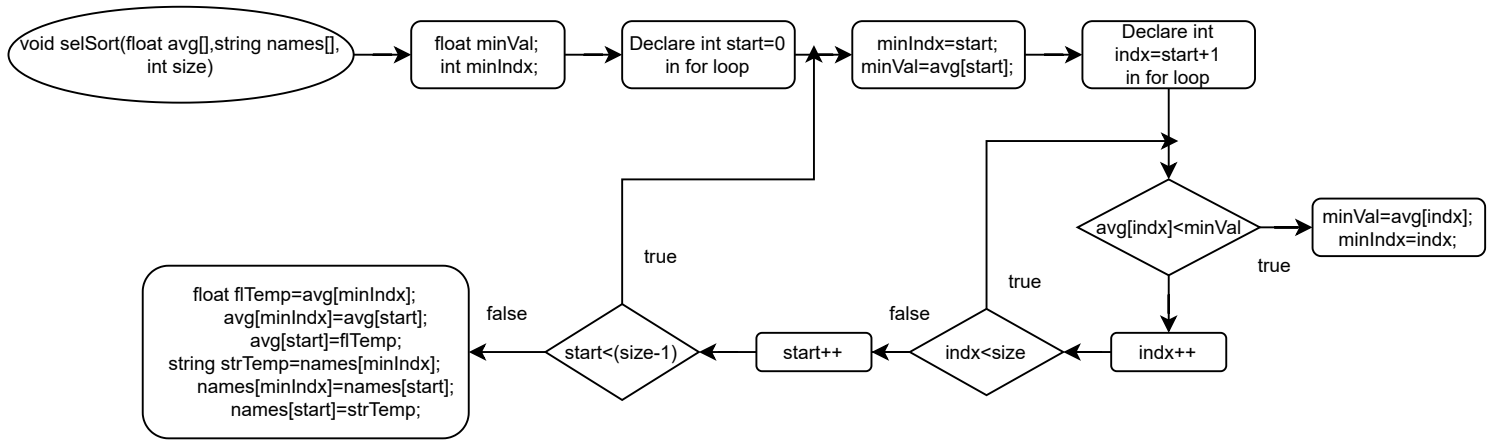 void selSort(float avg[],string names[],
int size)
float minVal;
int minIndx;
Declare int start=0
in for loop
minIndx=start;
minVal=avg[start];
Declare int
indx=start+1
in for loop
avg[indx]<minVal
true
minVal=avg[indx];
minIndx=indx;
indx++
indx<size
true
false
start++
start<(size-1)
true
false
float flTemp=avg[minIndx];
avg[minIndx]=avg[start];
avg[start]=flTemp;
string strTemp=names[minIndx];
names[minIndx]=names[start];
names[start]=strTemp;